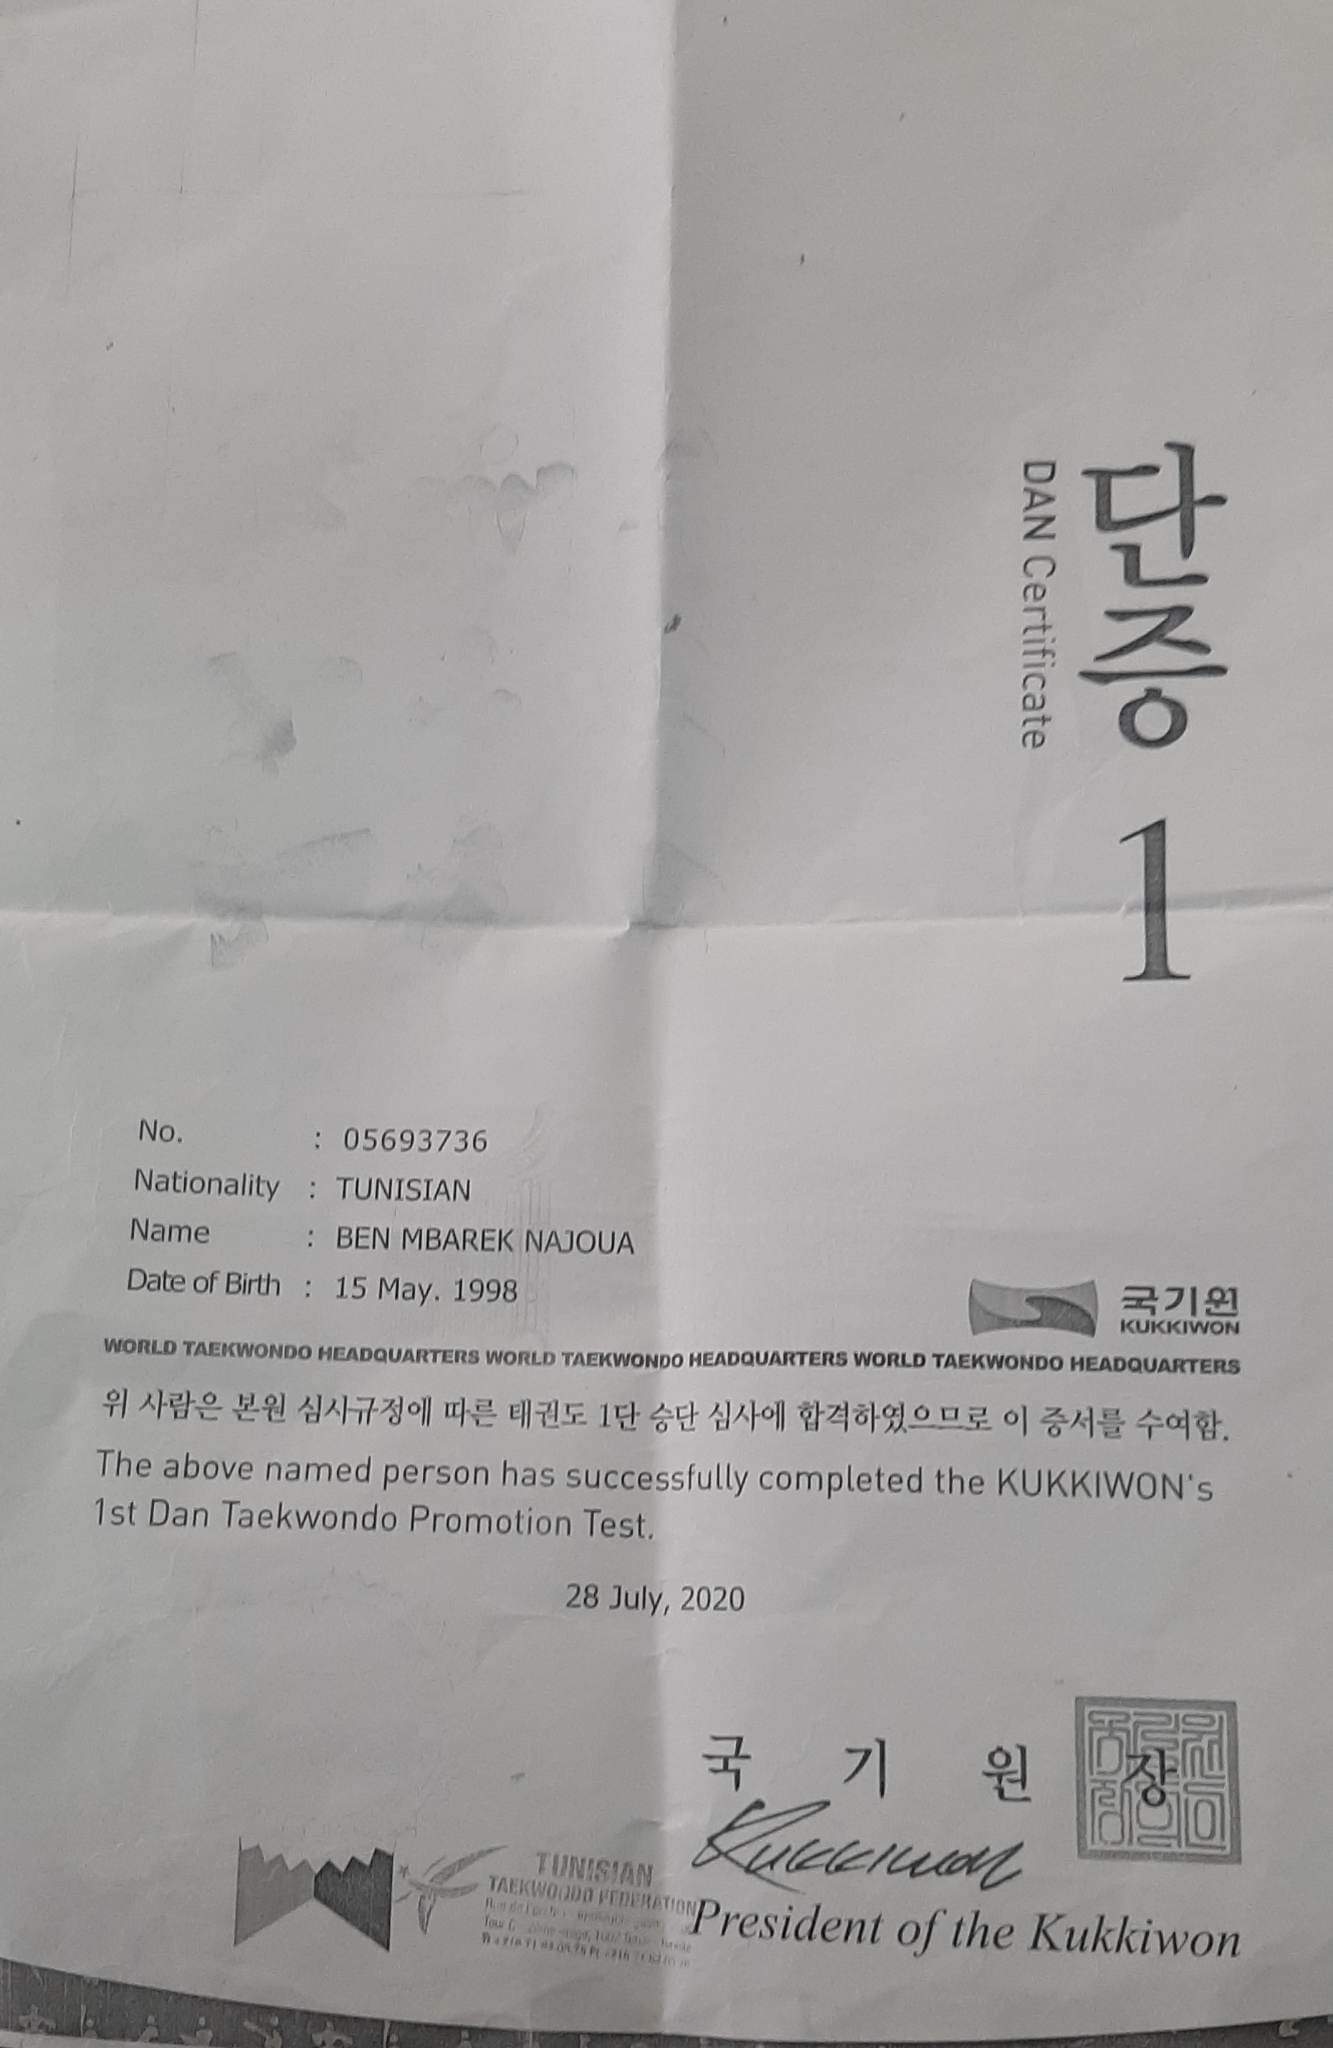 단증 1
DAN Certificate
No. : 05693736
Nationality : TUNISIAN
Name : BEN MBAREK NAJOUA
Date of Birth : 15 May. 1998
국기원
KUKKIWON
WORLD TAEKWONDO HEADQUARTERS WORLD TAEKWONDO HEADQUARTERS WORLD TAEKWONDO HEADQUARTERS
위 사람은 본원 심사규정에 따른 태권도 1단 승단 심사에 합격하였으므로 이 증서를 수여함.
The above named person has successfully completed the KUKKIWON's
1st Dan Taekwondo Promotion Test.
28 July, 2020
국 기 원 장
Kukkiwon
President of the Kukkiwon
TUNISIAN
TAEKWONDO FEDERATION